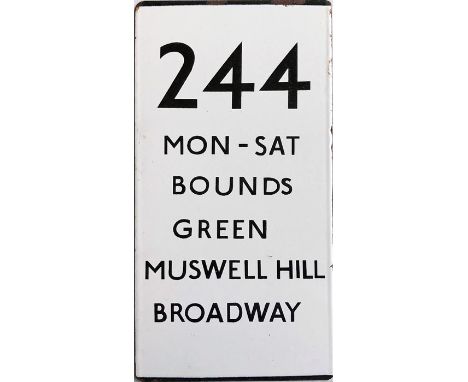 244
MON - SAT
BOUNDS
GREEN
MUSWELL HILL
BROADWAY